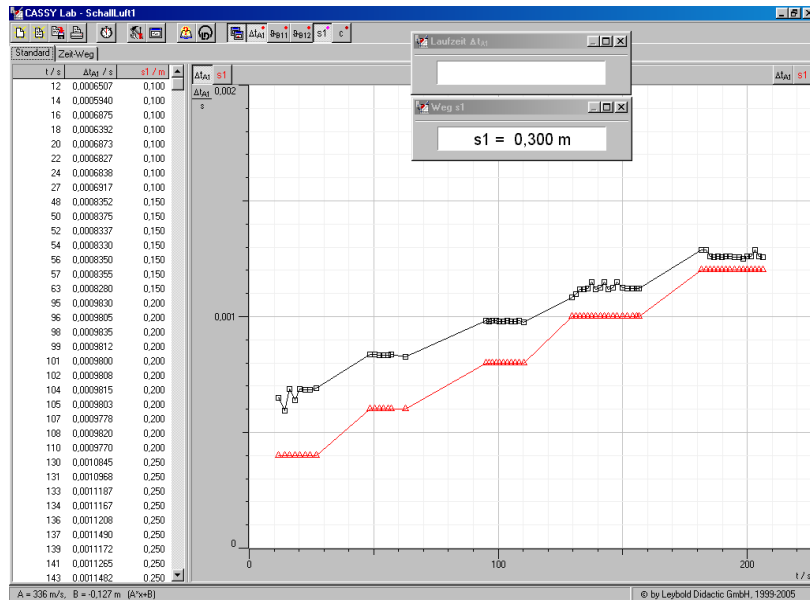 CASSY Lab - SchallLuft1
ΔtA1 ϑB11 ϑB12 s1 c
Standard Zeit-Weg
t / s ΔtA1 / s s1 / m
12 0,0006507 0,100
14 0,0005940 0,100
16 0,0006875 0,100
18 0,0006392 0,100
20 0,0006873 0,100
22 0,0006827 0,100
24 0,0006838 0,100
27 0,0006917 0,100
48 0,0008352 0,150
50 0,0008375 0,150
52 0,0008337 0,150
54 0,0008330 0,150
56 0,0008350 0,150
57 0,0008355 0,150
63 0,0008280 0,150
95 0,0009830 0,200
96 0,0009805 0,200
98 0,0009835 0,200
99 0,0009812 0,200
101 0,0009800 0,200
102 0,0009808 0,200
104 0,0009815 0,200
105 0,0009803 0,200
107 0,0009778 0,200
108 0,0009820 0,200
110 0,0009770 0,200
130 0,0010845 0,250
131 0,0010968 0,250
133 0,0011187 0,250
134 0,0011167 0,250
136 0,0011208 0,250
137 0,0011490 0,250
139 0,0011172 0,250
141 0,0011265 0,250
143 0,0011482 0,250
ΔtA1 s1
ΔtA1
s
0,002
0,001
0
0 100 200
t / s
ΔtA1 s1
Laufzeit ΔtA1
Weg s1
s1 = 0,300 m
A = 336 m/s, B = -0,127 m (A*x+B)
© by Leybold Didactic GmbH, 1999-2005